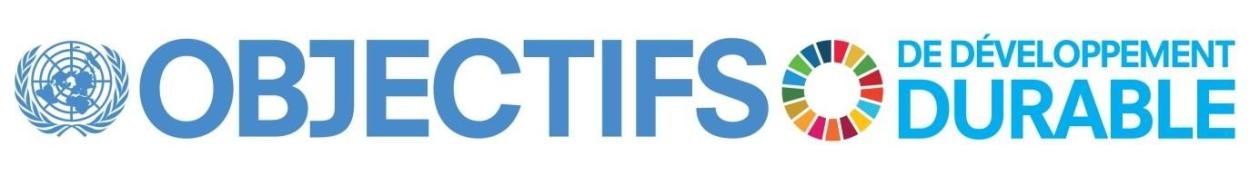 OBJECTIFS
DE DÉVELOPPEMENT
DURABLE